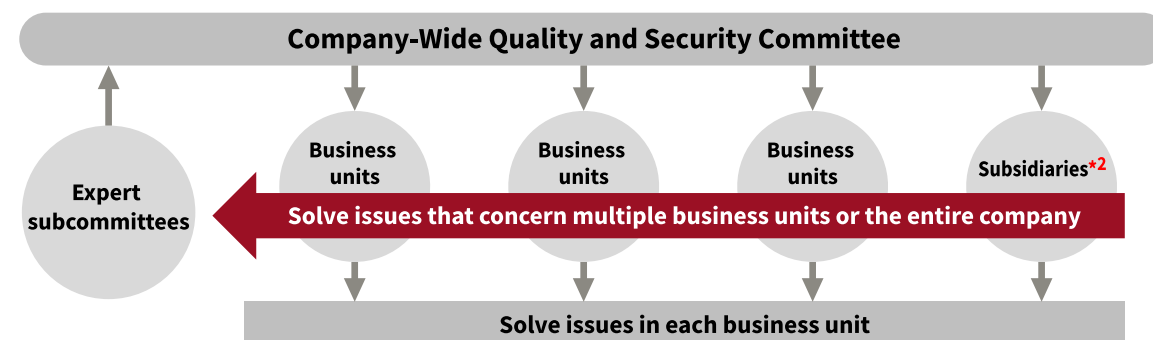 Company-Wide Quality and Security Committee
Business
units
Business
units
Business
units
Subsidiaries*2
Expert
subcommittees
Solve issues that concern multiple business units or the entire company
Solve issues in each business unit